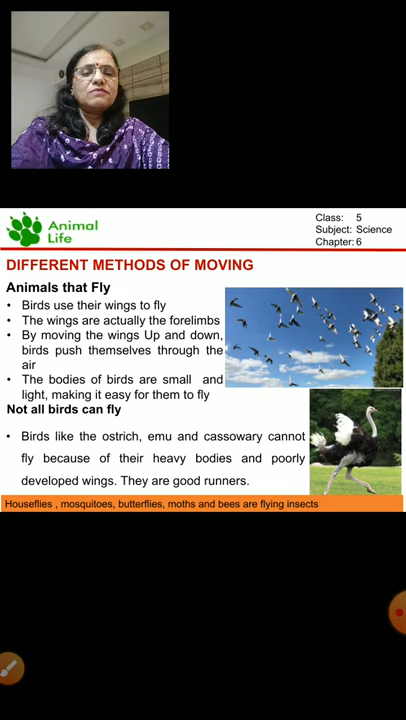 Animal
Life
Class: 5
Subject: Science
Chapter: 6
DIFFERENT METHODS OF MOVING
Animals that Fly
• Birds use their wings to fly
• The wings are actually the forelimbs
• By moving the wings Up and down,
birds push themselves through the
air
• The bodies of birds are small and
light, making it easy for them to fly
Not all birds can fly
• Birds like the ostrich, emu and cassowary cannot
fly because of their heavy bodies and poorly
developed wings. They are good runners.
Houseflies , mosquitoes, butterflies, moths and bees are flying insects